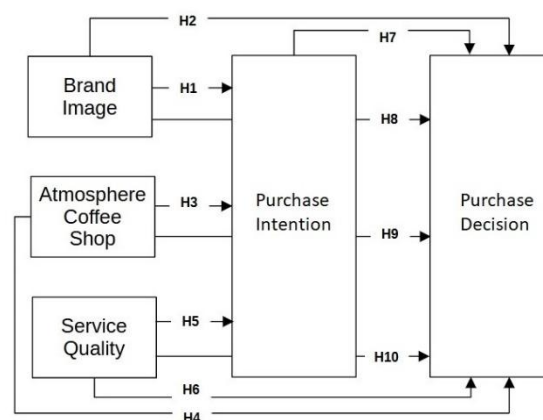 H2
H7
Brand
Image
H1
H8
Atmosphere
Coffee
Shop
H3
Purchase
Intention
Purchase
Decision
H9
Service
Quality
H5
H10
H6
H4